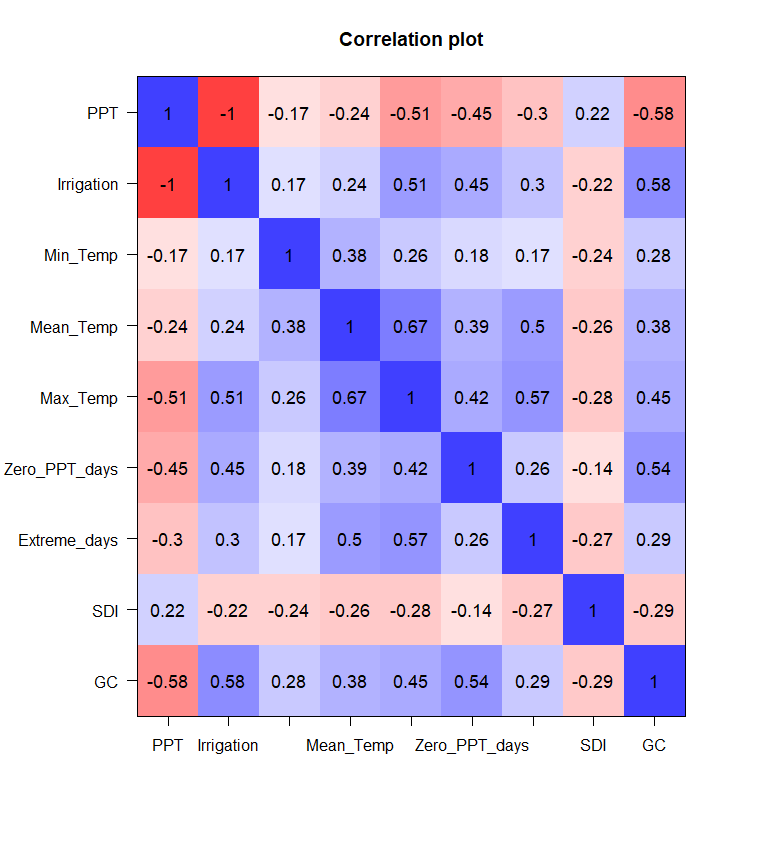 Correlation plot
PPT 1 -1 -0.17 -0.24 -0.51 -0.45 -0.3 0.22 -0.58
Irrigation -1 1 0.17 0.24 0.51 0.45 0.3 -0.22 0.58
Min_Temp -0.17 0.17 1 0.38 0.26 0.18 0.17 -0.24 0.28
Mean_Temp -0.24 0.24 0.38 1 0.67 0.39 0.5 -0.26 0.38
Max_Temp -0.51 0.51 0.26 0.67 1 0.42 0.57 -0.28 0.45
Zero_PPT_days -0.45 0.45 0.18 0.39 0.42 1 0.26 -0.14 0.54
Extreme_days -0.3 0.3 0.17 0.5 0.57 0.26 1 -0.27 0.29
SDI 0.22 -0.22 -0.24 -0.26 -0.28 -0.14 -0.27 1 -0.29
GC -0.58 0.58 0.28 0.38 0.45 0.54 0.29 -0.29 1
PPT Irrigation Mean_Temp Zero_PPT_days SDI GC